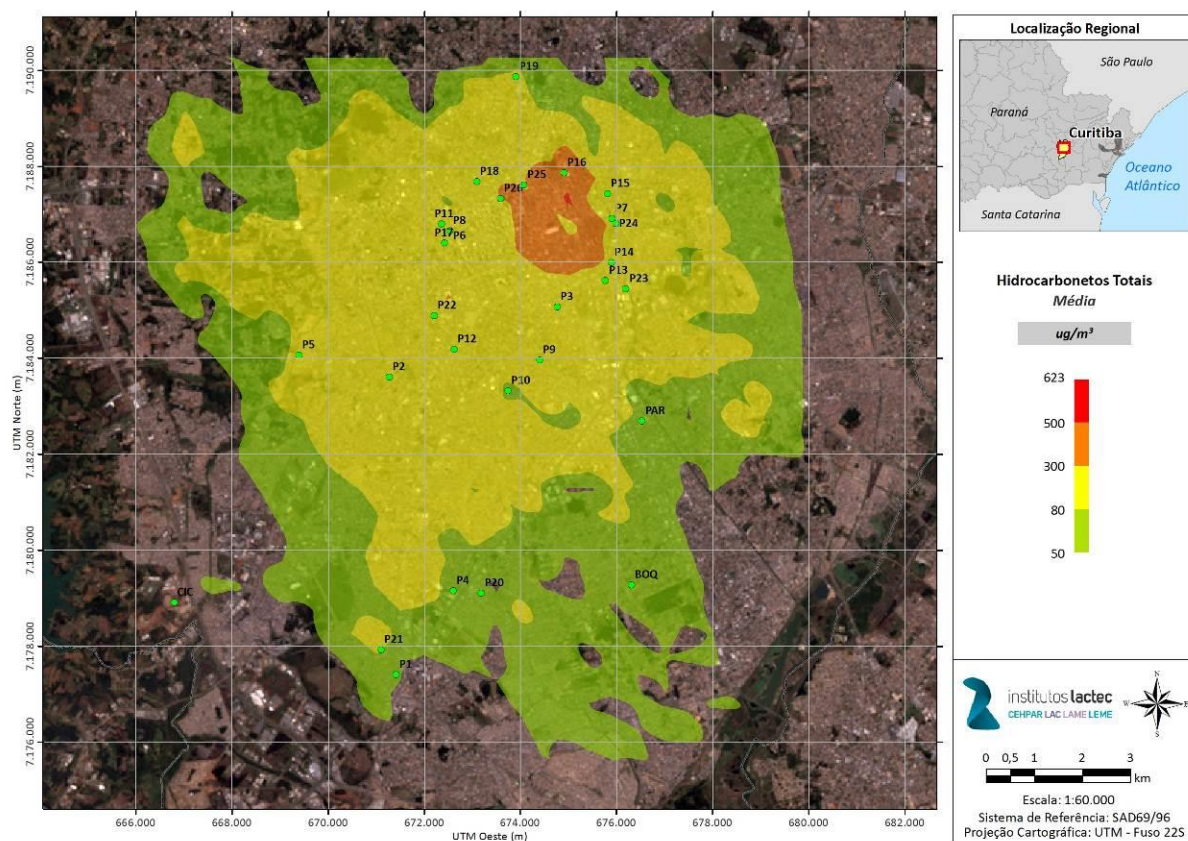 7.190.000
7.188.000
7.186.000
7.184.000
7.182.000
7.180.000
7.178.000
7.176.000
UTM Norte (m)
P19
P16
P18
P25
P26
P15
P7
P24
P11
P8
P17
P6
P14
P13
P23
P3
P22
P12
P9
P5
P2
P10
PAR
P4
P20
BOQ
CIC
P21
P1
666.000
668.000
670.000
672.000
674.000
676.000
678.000
680.000
682.000
UTM Oeste (m)
Localização Regional
São Paulo
Paraná
Curitiba
Oceano
Atlântico
Santa Catarina
Hidrocarbonetos Totais
Média
ug/m³
623
500
300
80
50
institutos lactec
CEHPAR LAC LAME LEME
N
W
E
S
0 0,5 1 2 3
km
Escala: 1:60.000
Sistema de Referência: SAD69/96
Projeção Cartográfica: UTM - Fuso 22S